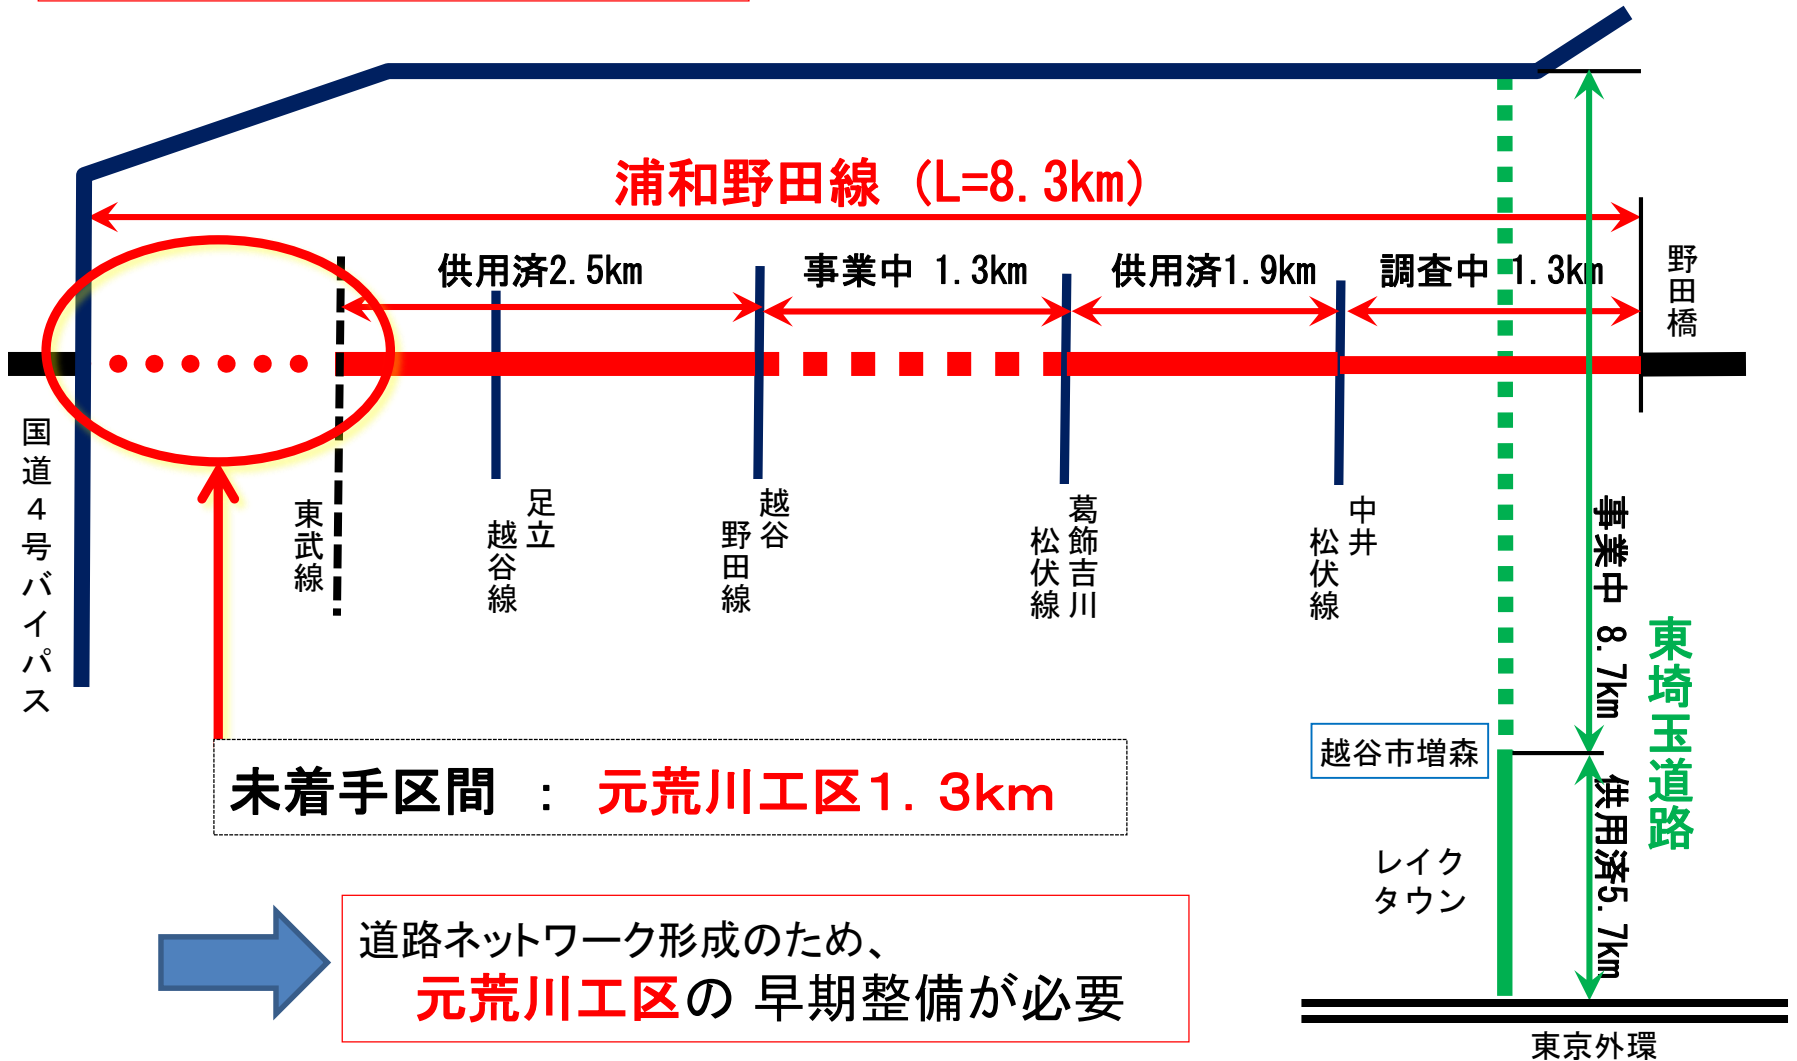 浦和野田線（L=8.3km）
供用済2.5km
事業中 1.3km
供用済1.9km
調査中 1.3km
野田橋
国道４号バイパス
東武線
足立
越谷線
越谷
野田線
葛飾吉川
松伏線
中井
松伏線
事業中 8.7km
東埼玉道路
越谷市増森
供用済5.7km
レイク
タウン
東京外環
未着手区間 ： 元荒川工区１．３ｋｍ
道路ネットワーク形成のため、
元荒川工区の 早期整備が必要